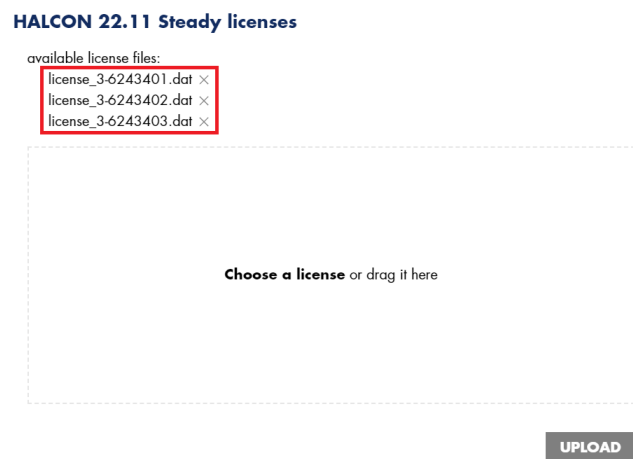 HALCON 22.11 Steady licenses
available license files:
license_3-6243401.dat ×
license_3-6243402.dat ×
license_3-6243403.dat ×
Choose a license or drag it here
UPLOAD